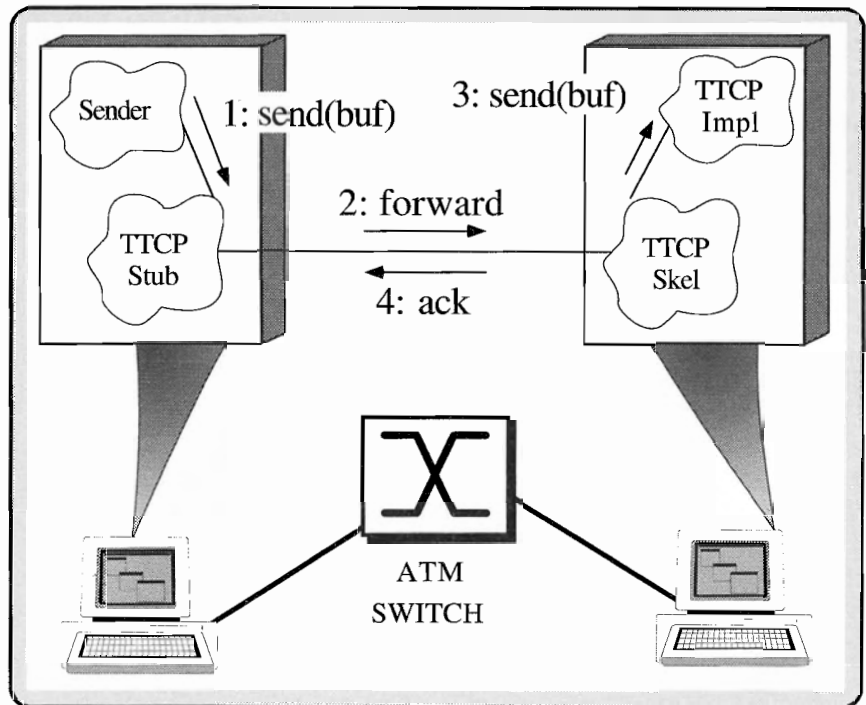 Sender
1: send(buf)
TTCP
Stub
2: forward
4: ack
3: send(buf)
TTCP
Impl
TTCP
Skel
ATM
SWITCH